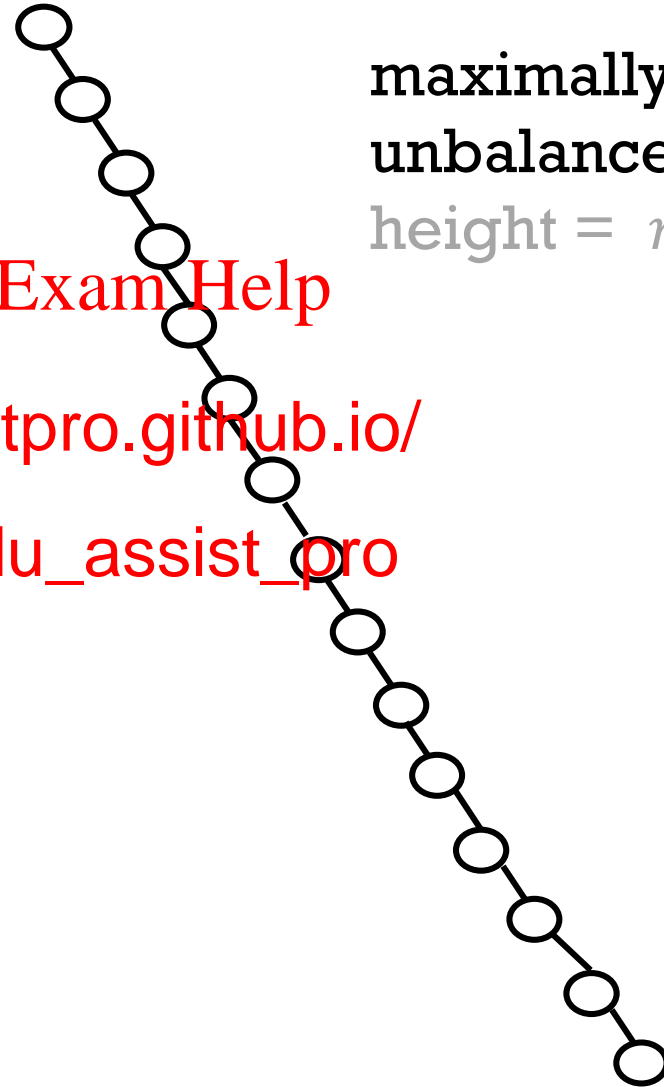 maximally
unbalance
height =
Exam Help
tpro.github.io/
lu_assist_pro